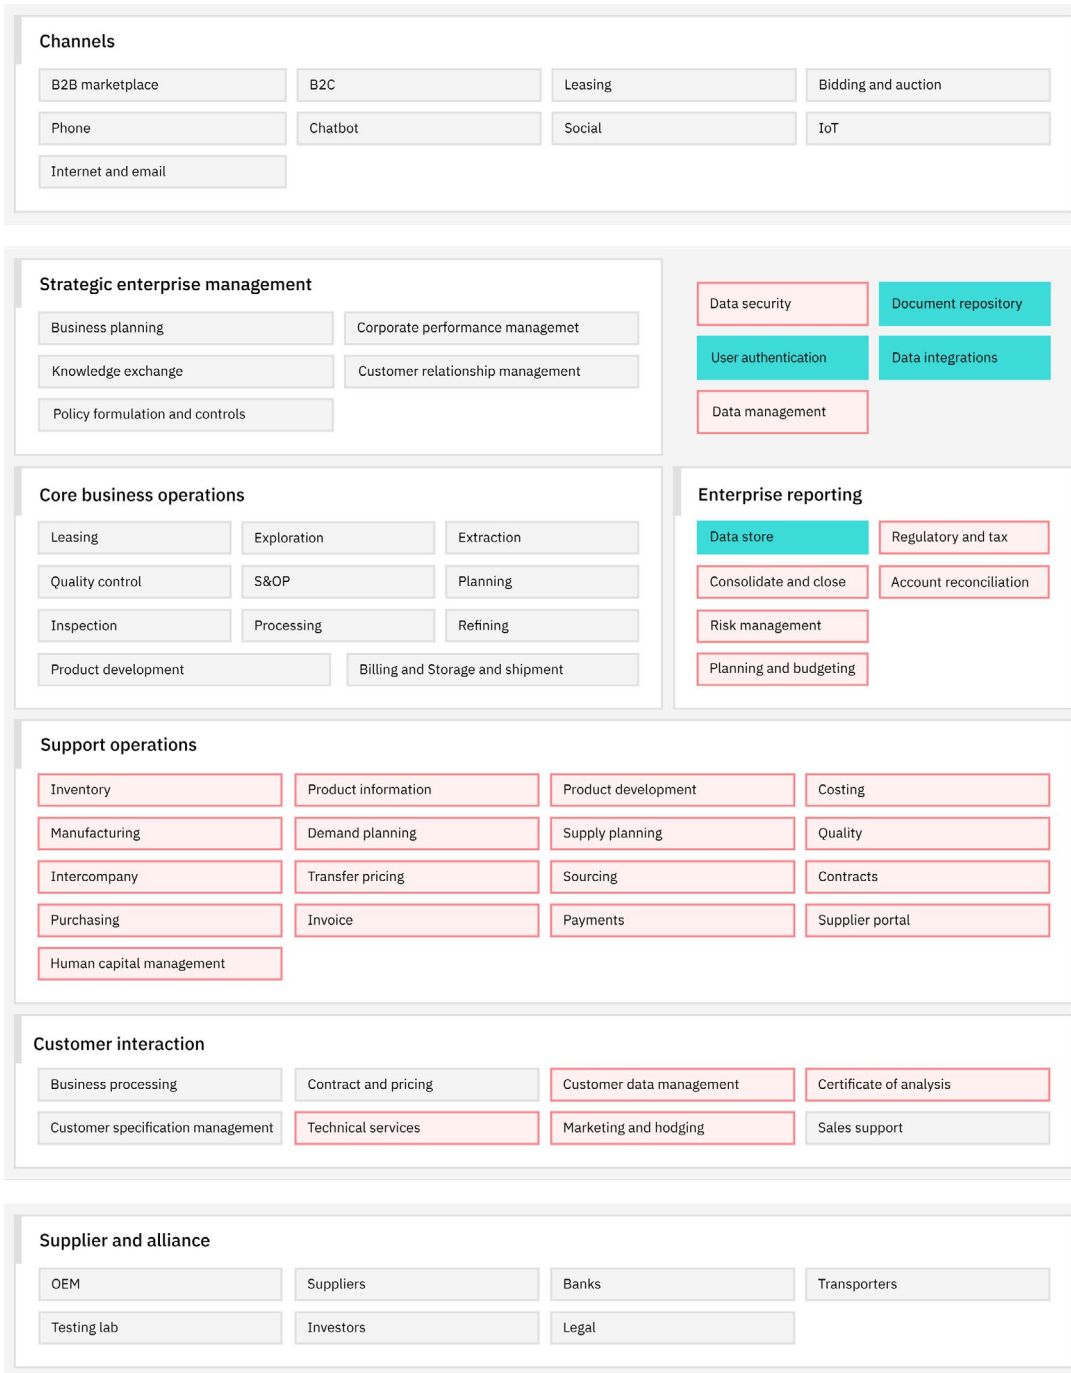 Channels
B2B marketplace
B2C
Leasing
Bidding and auction
Phone
Chatbot
Social
IoT
Internet and email
Strategic enterprise management
Business planning
Corporate performance managemet
Knowledge exchange
Customer relationship management
Policy formulation and controls
Data security
Document repository
User authentication
Data integrations
Data management
Core business operations
Leasing
Exploration
Extraction
Quality control
S&OP
Planning
Inspection
Processing
Refining
Product development
Billing and Storage and shipment
Enterprise reporting
Data store
Regulatory and tax
Consolidate and close
Account reconciliation
Risk management
Planning and budgeting
Support operations
Inventory
Product information
Product development
Costing
Manufacturing
Demand planning
Supply planning
Quality
Intercompany
Transfer pricing
Sourcing
Contracts
Purchasing
Invoice
Payments
Supplier portal
Human capital management
Customer interaction
Business processing
Contract and pricing
Customer data management
Certificate of analysis
Customer specification management
Technical services
Marketing and hodging
Sales support
Supplier and alliance
OEM
Suppliers
Banks
Transporters
Testing lab
Investors
Legal